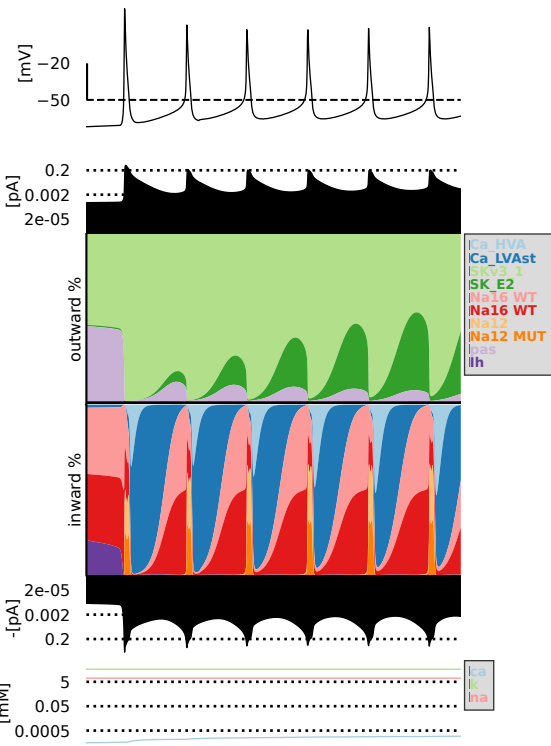 [mV]
−20
−50
[pA]
0.2
0.002
2e-05
outward %
Ca_HVA
Ca_LVAst
SKv3_1
SK_E2
Na16 WT
Na16 WT
Na12
Na12 MUT
pas
Ih
inward %
-[pA]
2e-05
0.002
0.2
[mM]
5
0.05
0.0005
ca
k
na